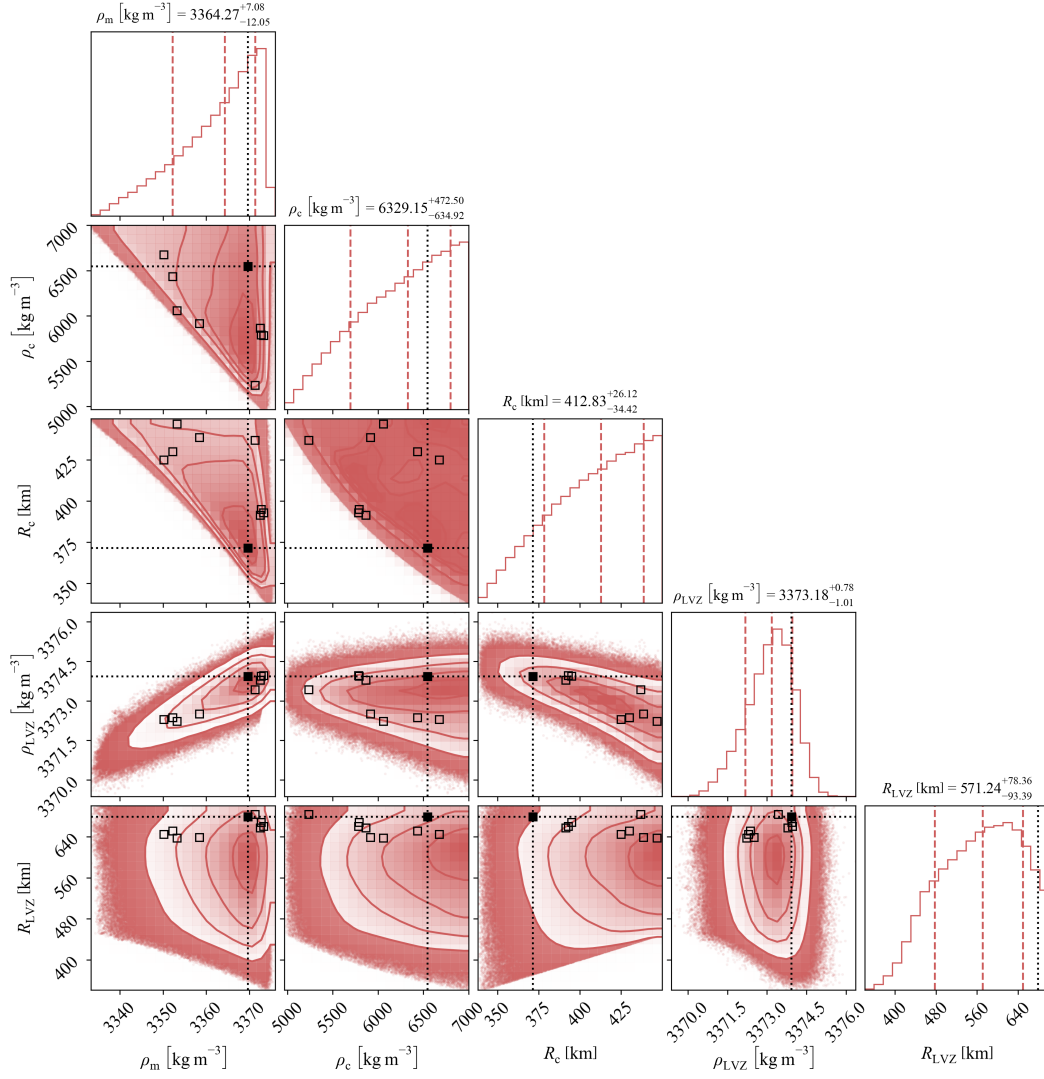 ρm [kg m−3] = 3364.27+7.08−12.05
ρc [kg m−3] = 6329.15+472.50−634.92
Rc [km] = 412.83+26.12−34.42
ρLVZ [kg m−3] = 3373.18+0.78−1.01
RLVZ [km] = 571.24+78.36−93.39
ρc [kg m−3]
7000
6500
6000
5500
5000
Rc [km]
425
400
375
350
ρLVZ [kg m−3]
3376.0
3374.5
3373.0
3371.5
3370.0
RLVZ [km]
640
560
480
400
3340 3350 3360 3370
5000 5500 6000 6500 7000
350 375 400 425
3370.0 3371.5 3373.0 3374.5 3376.0
400 480 560 640
ρm [kg m−3]
ρc [kg m−3]
Rc [km]
ρLVZ [kg m−3]
RLVZ [km]